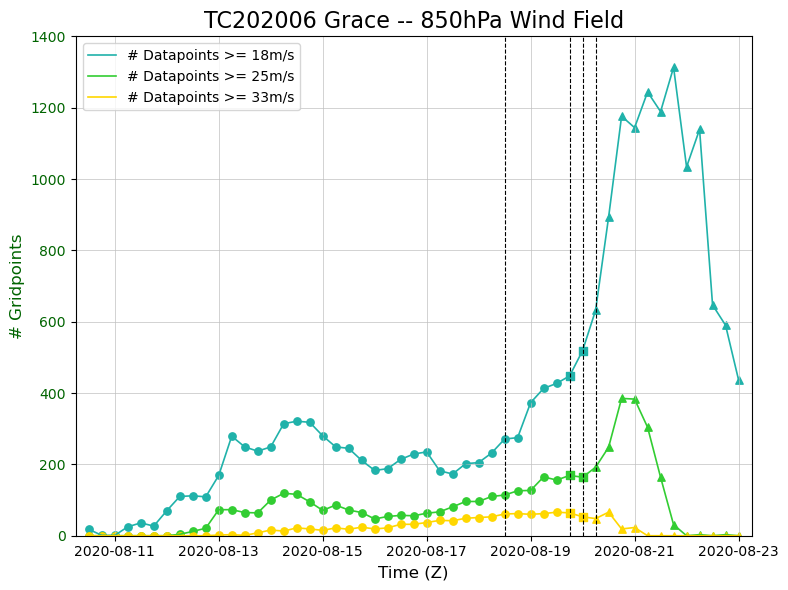 TC202006 Grace -- 850hPa Wind Field
# Datapoints >= 18m/s
# Datapoints >= 25m/s
# Datapoints >= 33m/s
1400
1200
1000
800
600
400
200
0
# Gridpoints
2020-08-11 2020-08-13 2020-08-15 2020-08-17 2020-08-19 2020-08-21 2020-08-23
Time (Z)